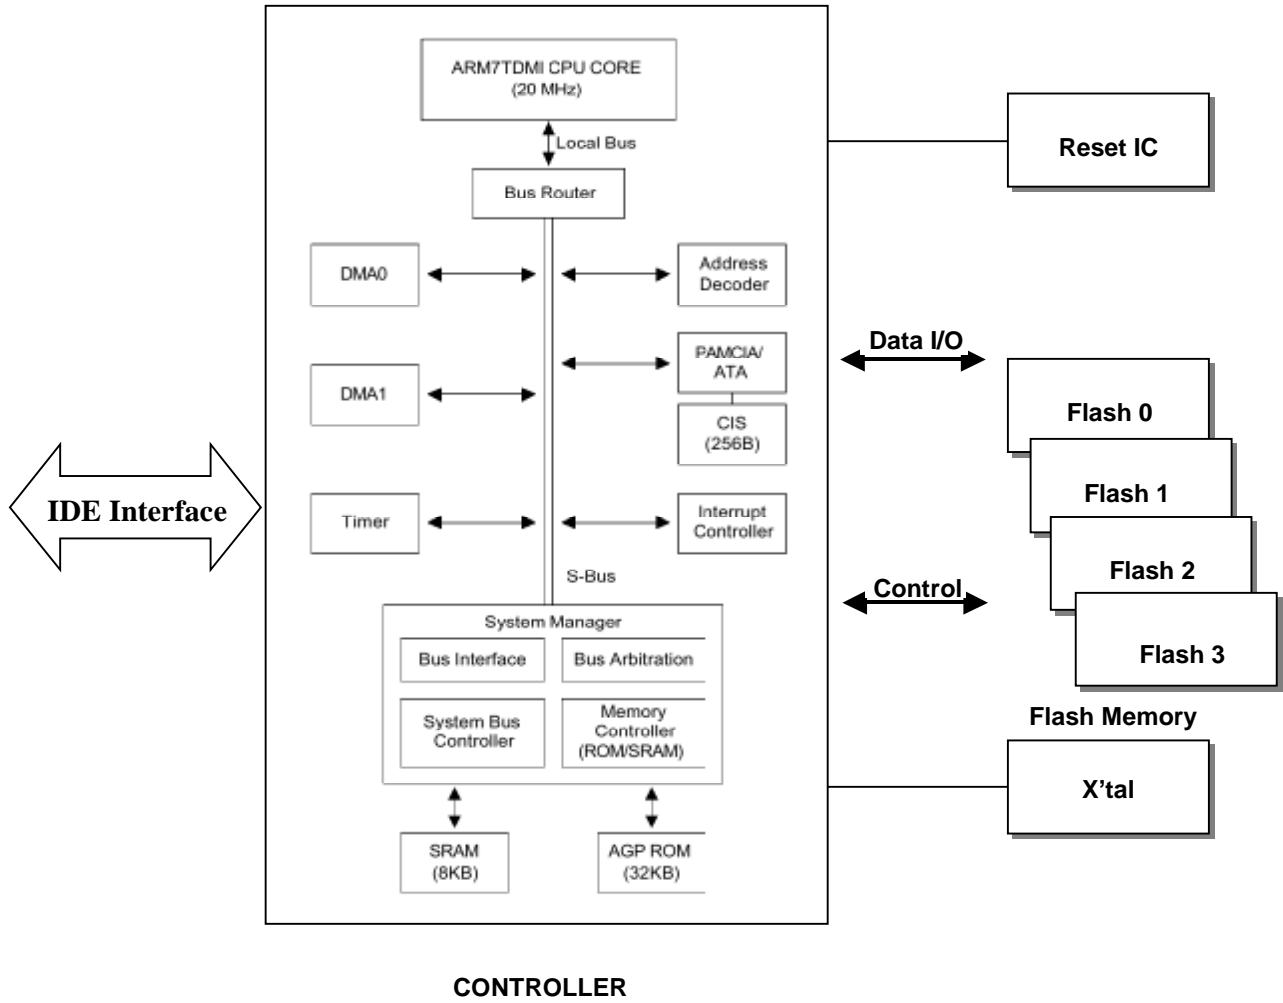 ARM7TDMI CPU CORE
(20 MHz)
Local Bus
Bus Router
DMA0
Address
Decoder
PAMCIA/
ATA
DMA1
CIS
(256B)
Timer
Interrupt
Controller
S-Bus
System Manager
Bus Interface
Bus Arbitration
System Bus
Controller
Memory
Controller
(ROM/SRAM)
SRAM
(8KB)
AGP ROM
(32KB)
IDE Interface
Reset IC
Data I/O
Flash 0
Flash 1
Flash 2
Control
Flash 3
Flash Memory
X’tal
CONTROLLER